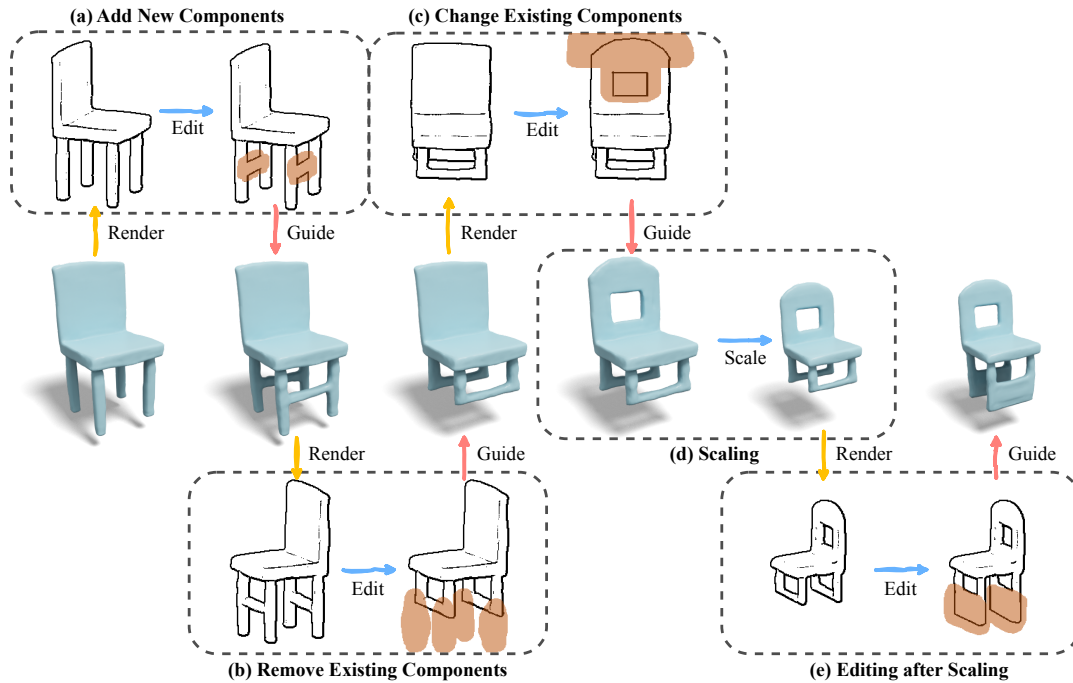 (a) Add New Components
(c) Change Existing Components
Edit
Edit
Render
Guide
Render
Guide
Scale
(d) Scaling
Render
Guide
Render
Guide
Edit
Edit
(b) Remove Existing Components
(e) Editing after Scaling